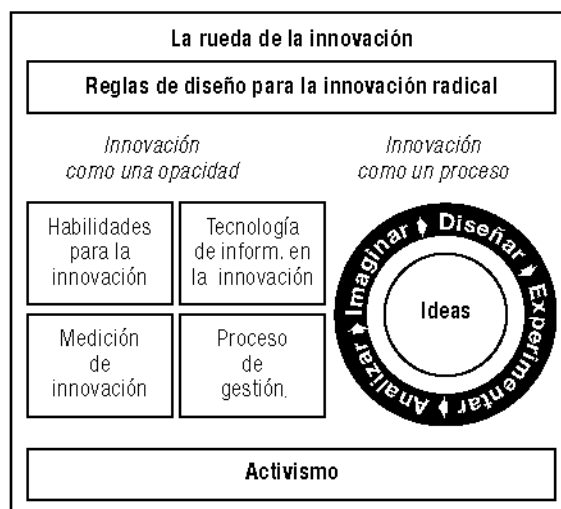 La rueda de la innovación
Reglas de diseño para la innovación radical
Innovación
como una opacidad
Innovación
como un proceso
Habilidades
para la
innovación
Tecnología
de inform. en
la innovación
Medición
de
innovación
Proceso
de
gestión.
Imaginar
Diseñar
Experimentar
Analizar
Ideas
Activismo